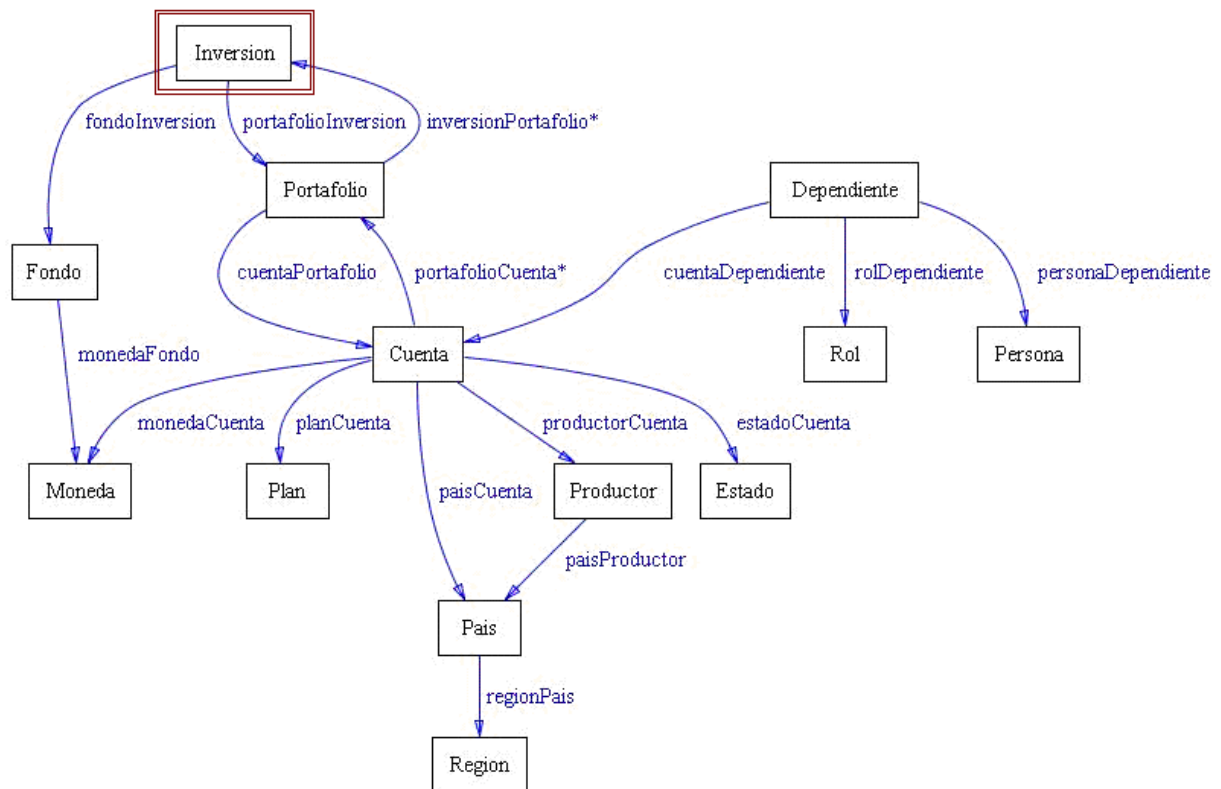 Inversion
fondoInversion
portafolioInversion
inversionPortafolio*
Portafolio
Dependiente
Fondo
cuentaPortafolio
portafolioCuenta*
cuentaDependiente
rolDependiente
personaDependiente
monedaFondo
Cuenta
Rol
Persona
monedaCuenta
planCuenta
productorCuenta
estadoCuenta
Moneda
Plan
paisCuenta
Productor
Estado
paisProductor
Pais
regionPais
Region